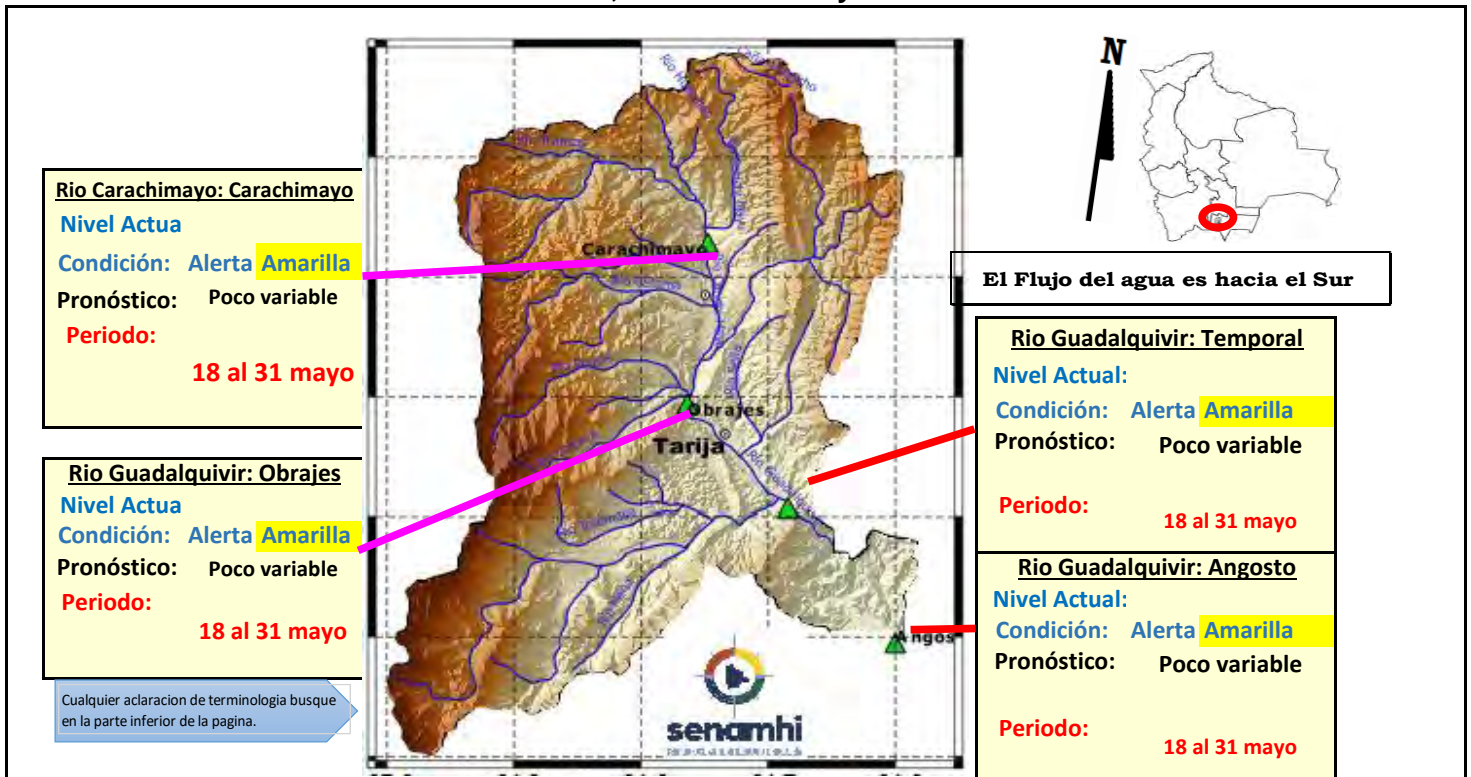 N
El Flujo del agua es hacia el Sur
Rio Carachimayo: Carachimayo
Nivel Actua
Condición: Alerta Amarilla
Pronóstico: Poco variable
Periodo:
18 al 31 mayo
Rio Guadalquivir: Obrajes
Nivel Actua
Condición: Alerta Amarilla
Pronóstico: Poco variable
Periodo:
18 al 31 mayo
Cualquier aclaracion de terminologia busque
en la parte inferior de la pagina.
Carachimayo
Obrajes
Tarija
Angos
senamhi
Rio Guadalquivir: Temporal
Nivel Actual:
Condición: Alerta Amarilla
Pronóstico: Poco variable
Periodo:
18 al 31 mayo
Rio Guadalquivir: Angosto
Nivel Actual:
Condición: Alerta Amarilla
Pronóstico: Poco variable
Periodo:
18 al 31 mayo